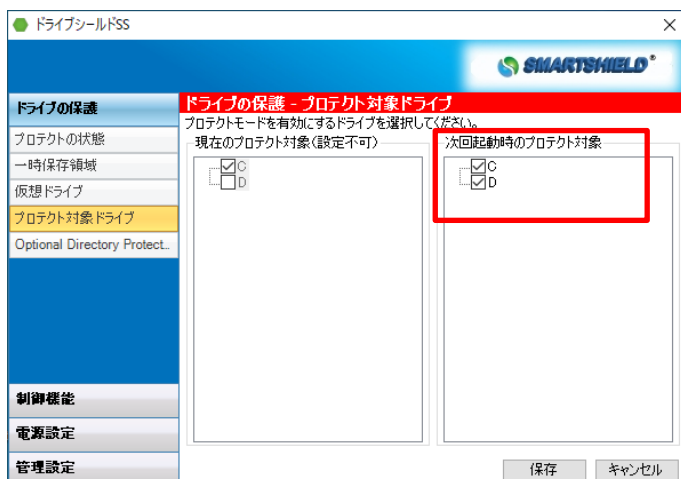 ドライブシールドSS
SMARTSHIELD®
ドライブの保護
プロテクトの状態
一時保存領域
仮想ドライブ
プロテクト対象ドライブ
Optional Directory Protect..
制御機能
電源設定
管理設定
ドライブの保護 - プロテクト対象ドライブ
プロテクトモードを有効にするドライブを選択してください。
現在のプロテクト対象(設定不可)
C
D
次回起動時のプロテクト対象
C
D
保存
キャンセル